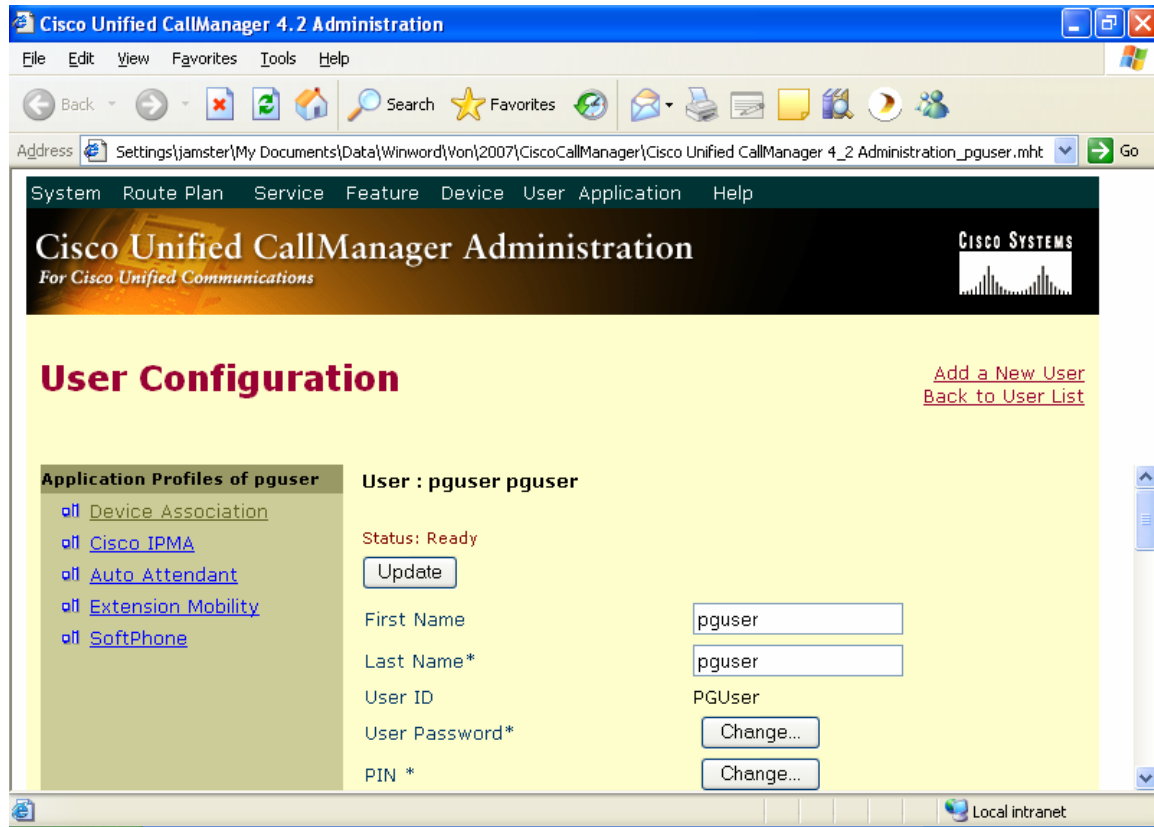 Cisco Unified CallManager 4.2 Administration
File Edit View Favorites Tools Help
Back Search Favorites
Address Settings\jamster\My Documents\Data\Winword\Von\2007\CiscoCallManager\Cisco Unified CallManager 4_2 Administration_pguser.mht Go
System Route Plan Service Feature Device User Application Help
Cisco Unified CallManager Administration
For Cisco Unified Communications
CISCO SYSTEMS
User Configuration
Add a New User
Back to User List
Application Profiles of pguser
Device Association
Cisco IPMA
Auto Attendant
Extension Mobility
SoftPhone
User : pguser pguser
Status: Ready
Update
First Name pguser
Last Name* pguser
User ID PGUser
User Password* Change...
PIN * Change...
Local intranet